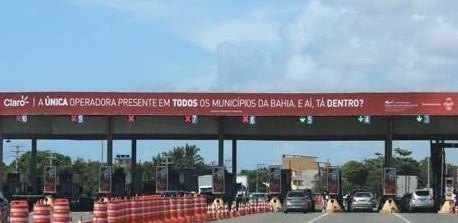 Claro | A ÚNICA OPERADORA PRESENTE EM TODOS OS MUNICÍPIOS DA BAHIA. E AÍ, TÁ DENTRO?
10 9 8 7 6 5 4 3